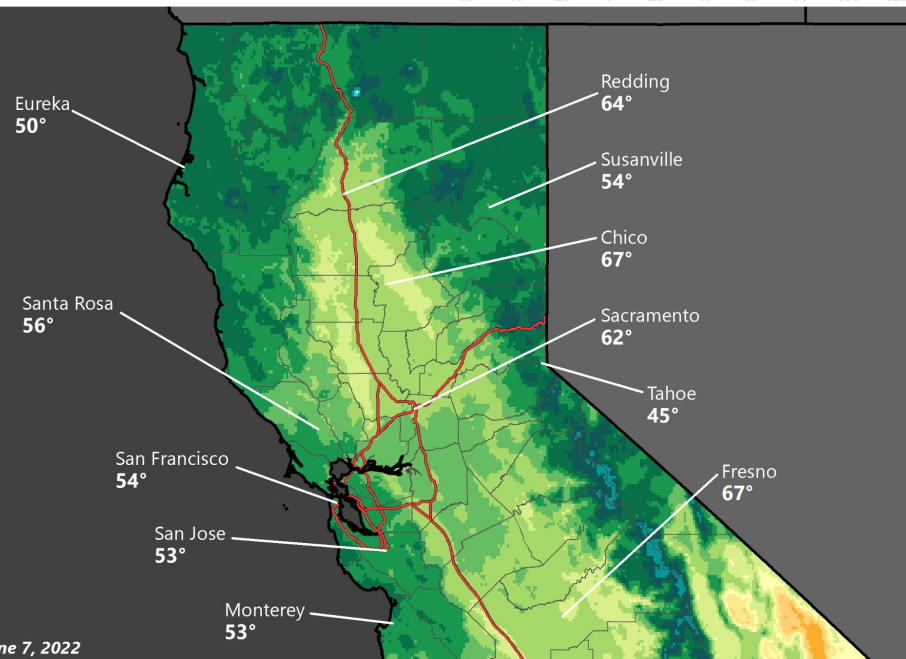 Eureka
50°
Redding
64°
Susanville
54°
Chico
67°
Santa Rosa
56°
Sacramento
62°
Tahoe
45°
San Francisco
54°
Fresno
67°
San Jose
53°
Monterey
53°
ne 7, 2022